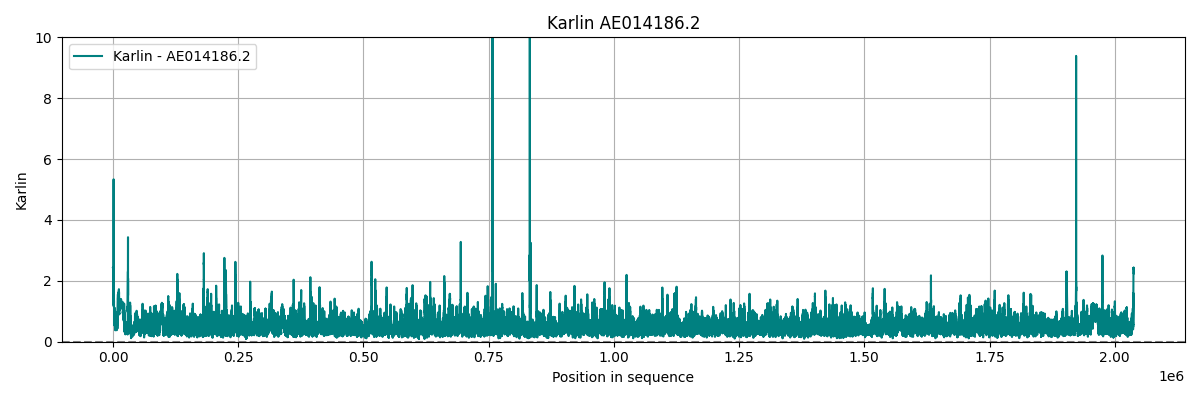 Karlin AE014186.2
Karlin - AE014186.2
10
8
6
4
2
0
Karlin
0.00 0.25 0.50 0.75 1.00 1.25 1.50 1.75 2.00
1e6
Position in sequence